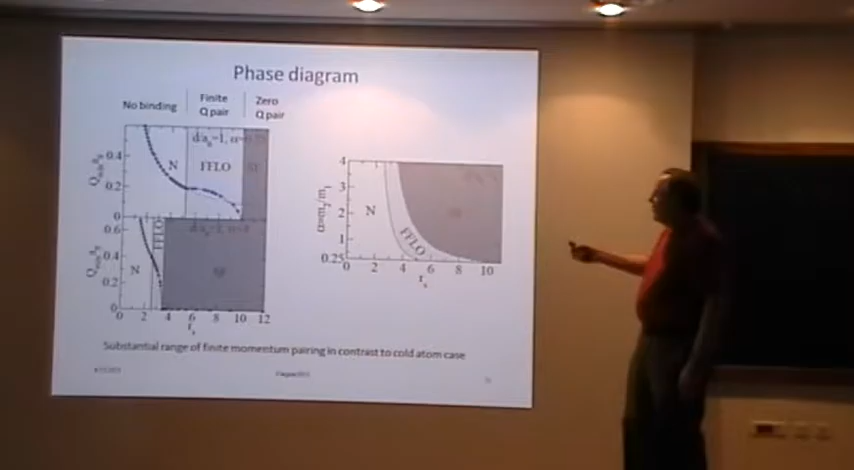 Phase diagram
No binding
Finite
Q pair
Zero
Q pair
0.4
0.2
0
N
FFLO
0.6
0.4
0.2
0
N
FFLO
0 2 4 6 8 10 12
4
3
2
1
0.25
N
FFLO
0 2 4 6 8 10
Substantial range of finite momentum pairing in contrast to cold atom case